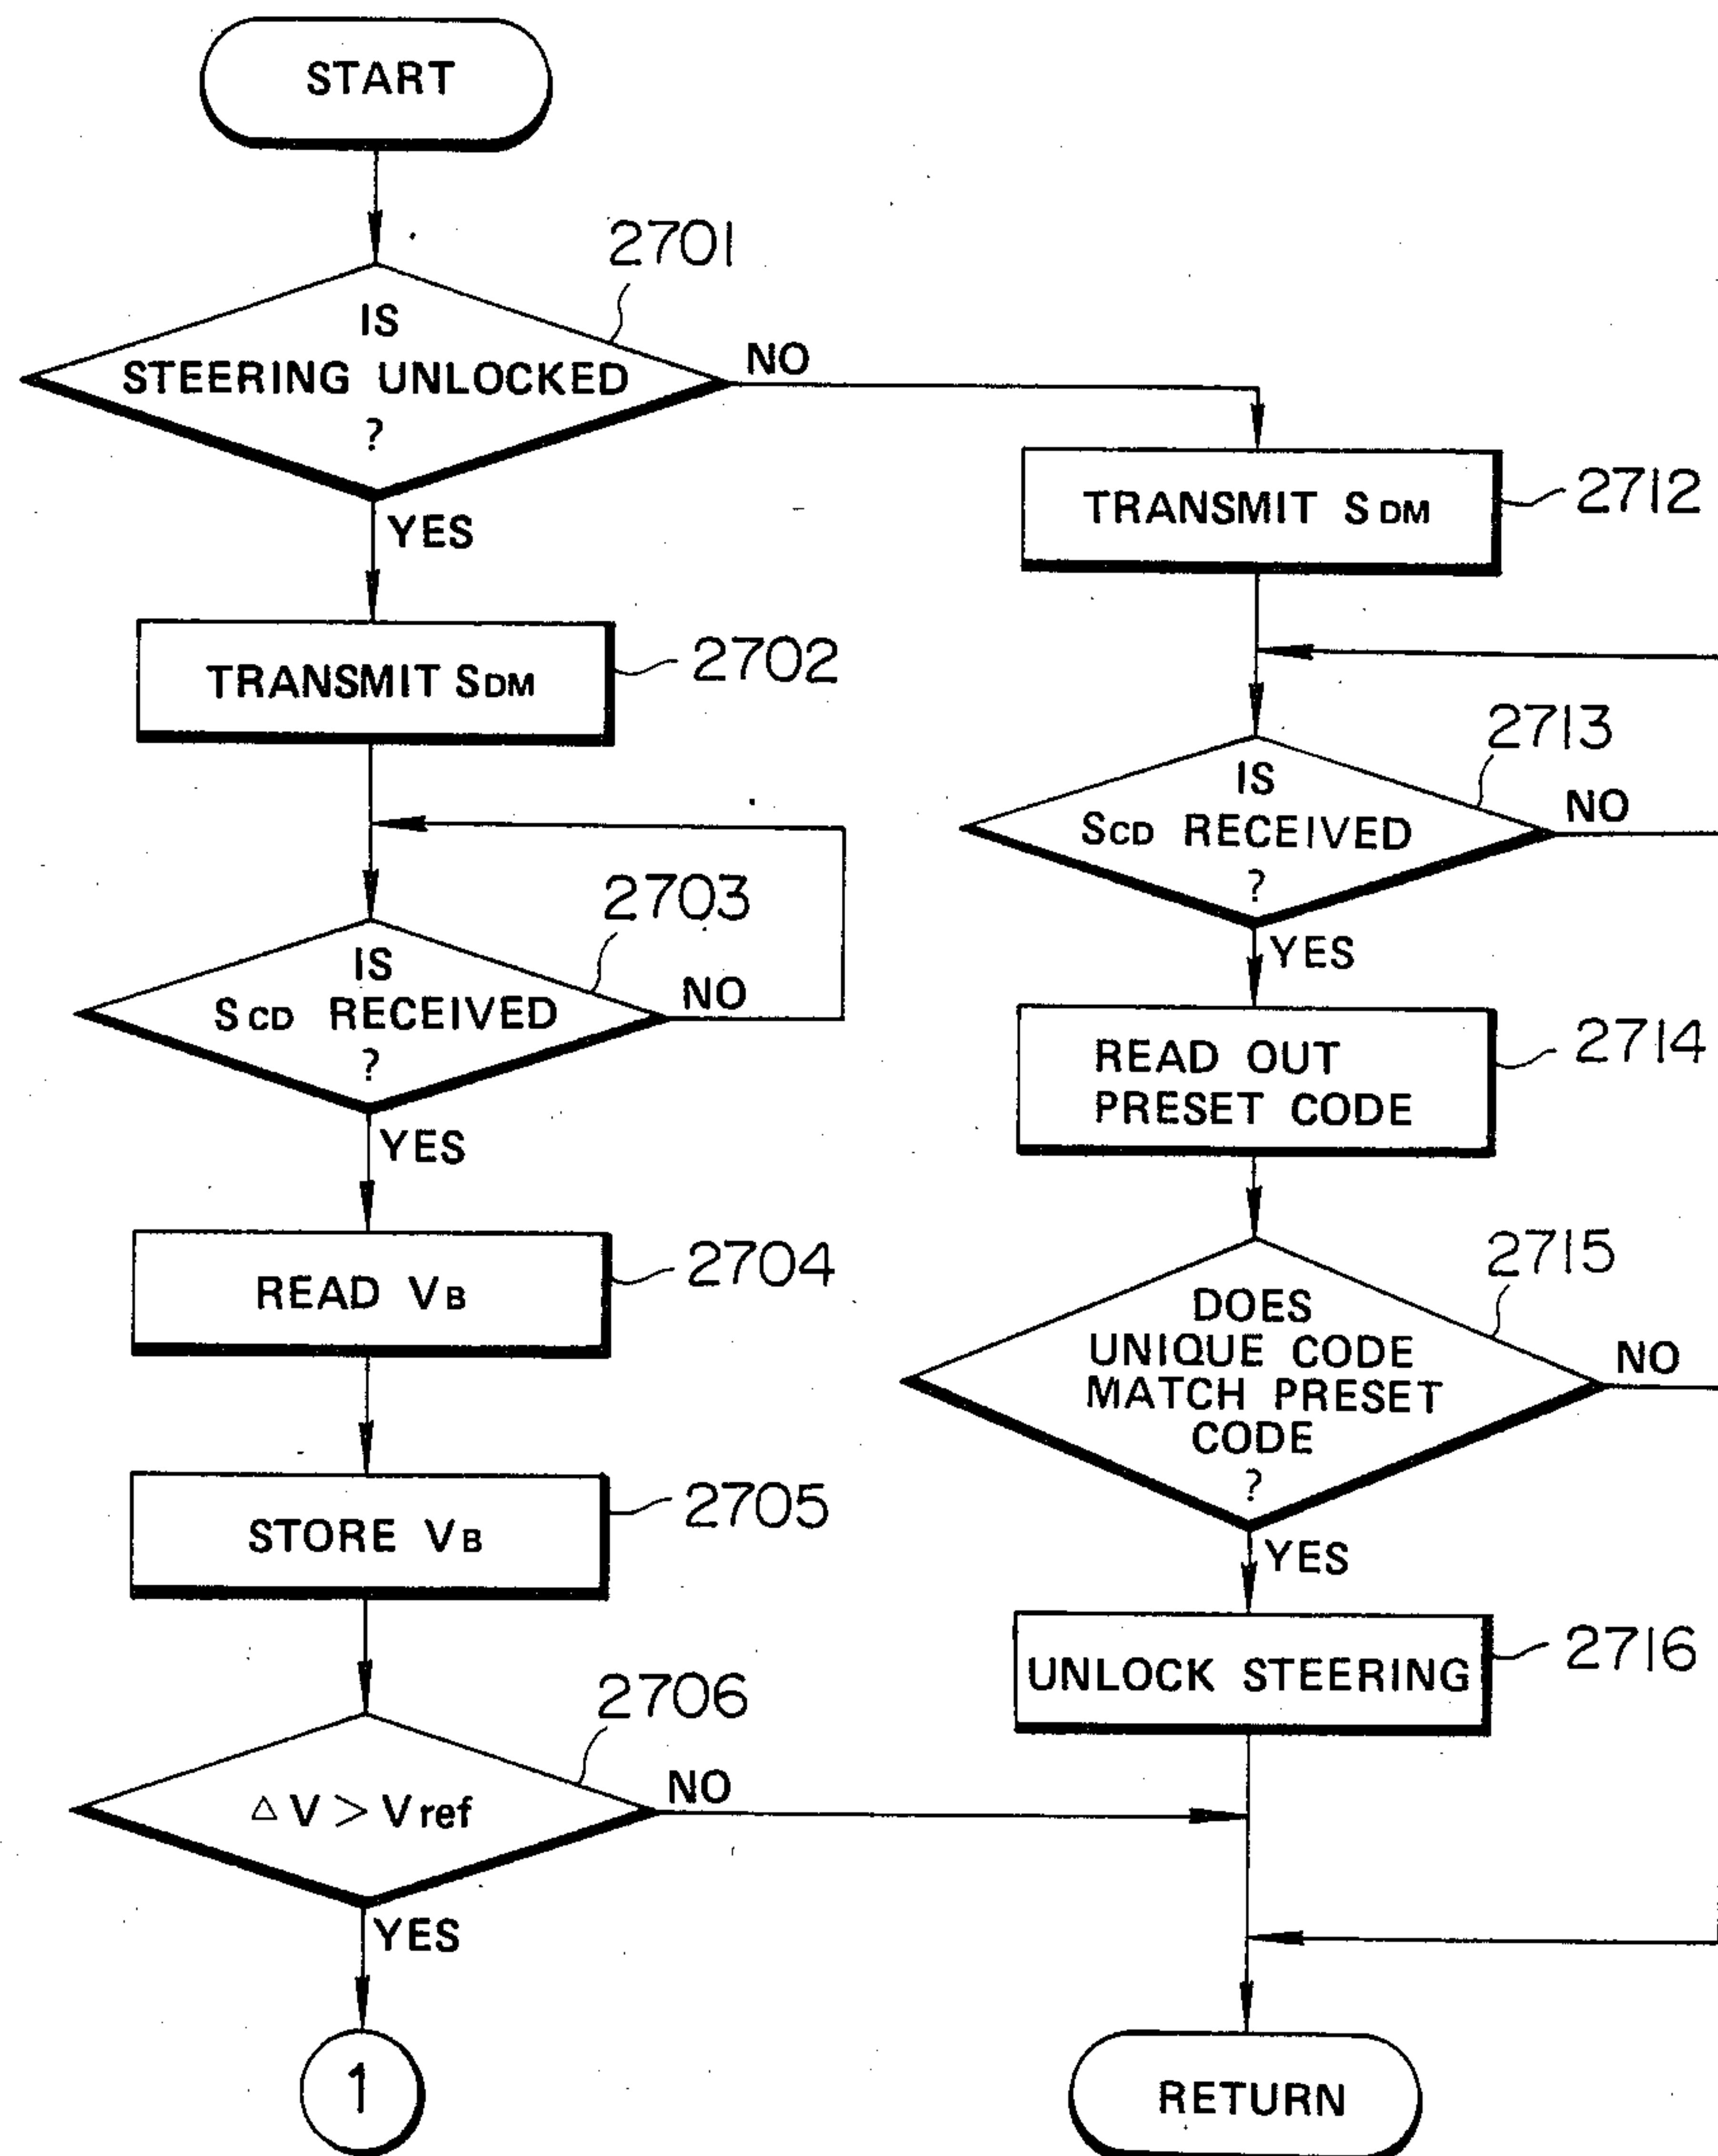 START
2701
IS
STEERING UNLOCKED
?
NO
YES
TRANSMIT SDM
2702
2703
IS
SCD RECEIVED
?
NO
YES
READ VB
2704
STORE VB
2705
2706
△V > Vref
NO
YES
1
TRANSMIT SDM
2712
2713
IS
SCD RECEIVED
?
NO
YES
READ OUT
PRESET CODE
2714
2715
DOES
UNIQUE CODE
MATCH PRESET
CODE
?
NO
YES
UNLOCK STEERING
2716
RETURN